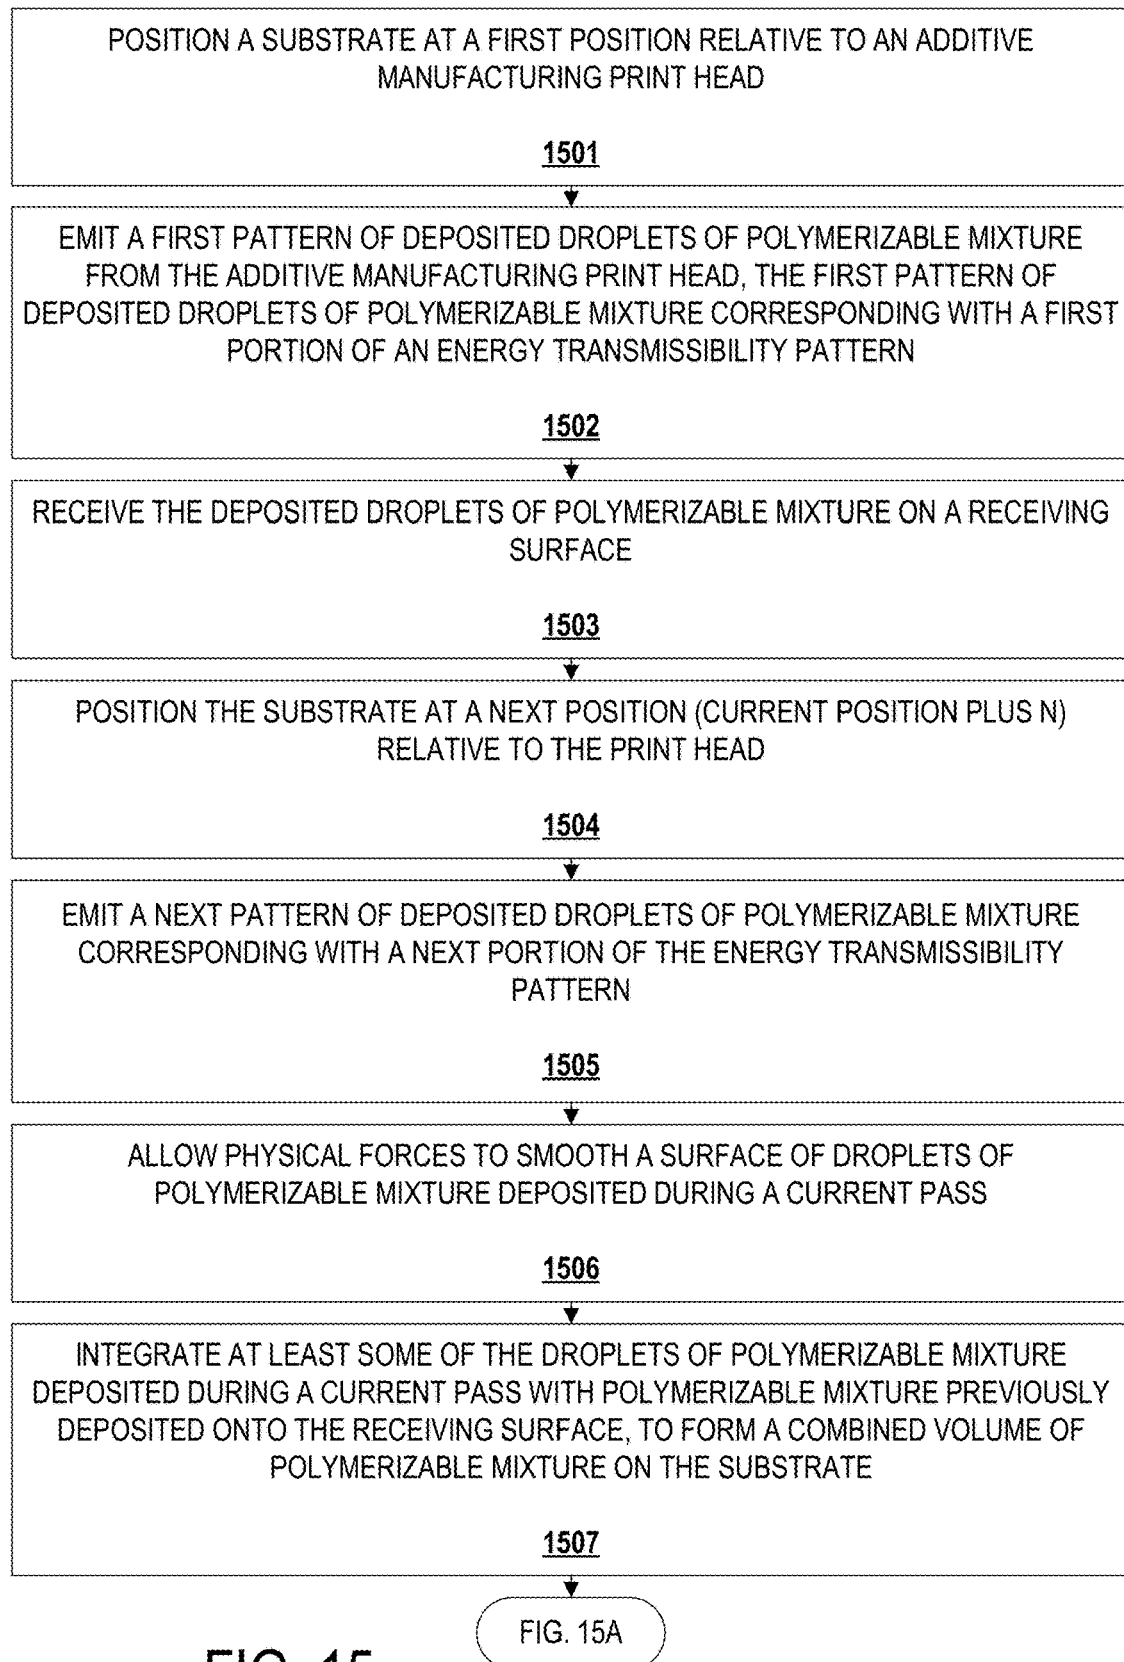 POSITION A SUBSTRATE AT A FIRST POSITION RELATIVE TO AN ADDITIVE
MANUFACTURING PRINT HEAD
1501
EMIT A FIRST PATTERN OF DEPOSITED DROPLETS OF POLYMERIZABLE MIXTURE
FROM THE ADDITIVE MANUFACTURING PRINT HEAD, THE FIRST PATTERN OF
DEPOSITED DROPLETS OF POLYMERIZABLE MIXTURE CORRESPONDING WITH A FIRST
PORTION OF AN ENERGY TRANSMISSIBILITY PATTERN
1502
RECEIVE THE DEPOSITED DROPLETS OF POLYMERIZABLE MIXTURE ON A RECEIVING
SURFACE
1503
POSITION THE SUBSTRATE AT A NEXT POSITION (CURRENT POSITION PLUS N)
RELATIVE TO THE PRINT HEAD
1504
EMIT A NEXT PATTERN OF DEPOSITED DROPLETS OF POLYMERIZABLE MIXTURE
CORRESPONDING WITH A NEXT PORTION OF THE ENERGY TRANSMISSIBILITY
PATTERN
1505
ALLOW PHYSICAL FORCES TO SMOOTH A SURFACE OF DROPLETS OF
POLYMERIZABLE MIXTURE DEPOSITED DURING A CURRENT PASS
1506
INTEGRATE AT LEAST SOME OF THE DROPLETS OF POLYMERIZABLE MIXTURE
DEPOSITED DURING A CURRENT PASS WITH POLYMERIZABLE MIXTURE PREVIOUSLY
DEPOSITED ONTO THE RECEIVING SURFACE, TO FORM A COMBINED VOLUME OF
POLYMERIZABLE MIXTURE ON THE SUBSTRATE
1507
FIG. 15A
FIG. 15